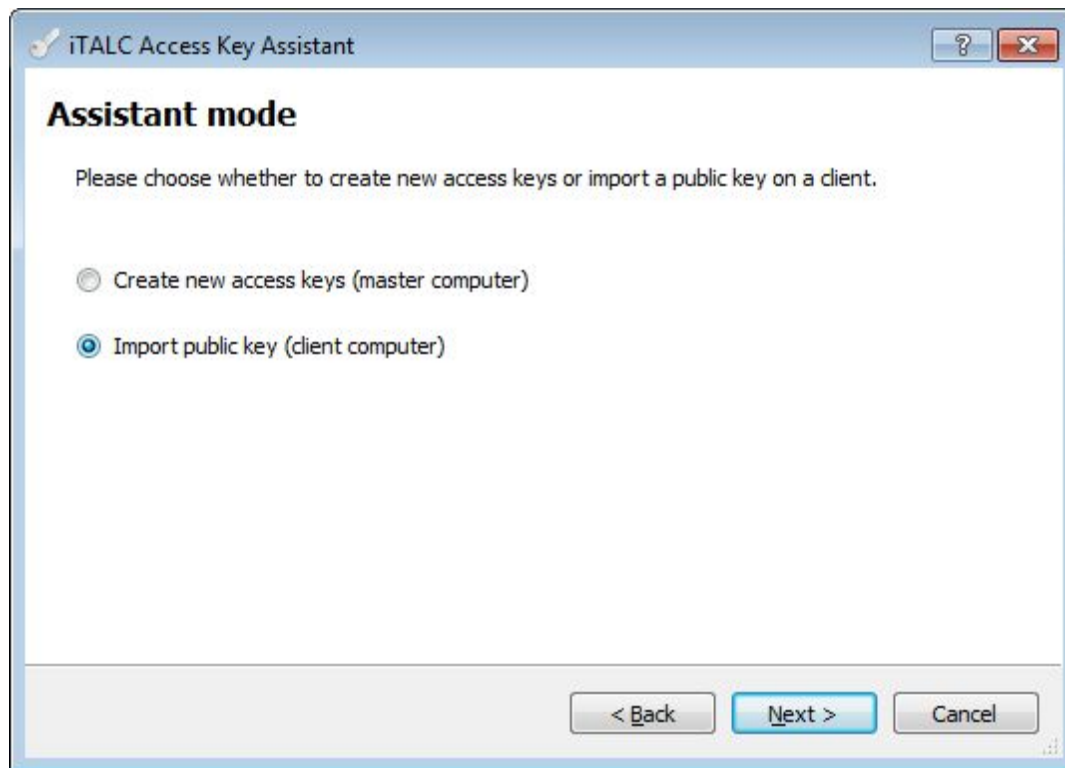 iTALC Access Key Assistant
?
Assistant mode
Please choose whether to create new access keys or import a public key on a client.
Create new access keys (master computer)
Import public key (client computer)
< Back
Next >
Cancel